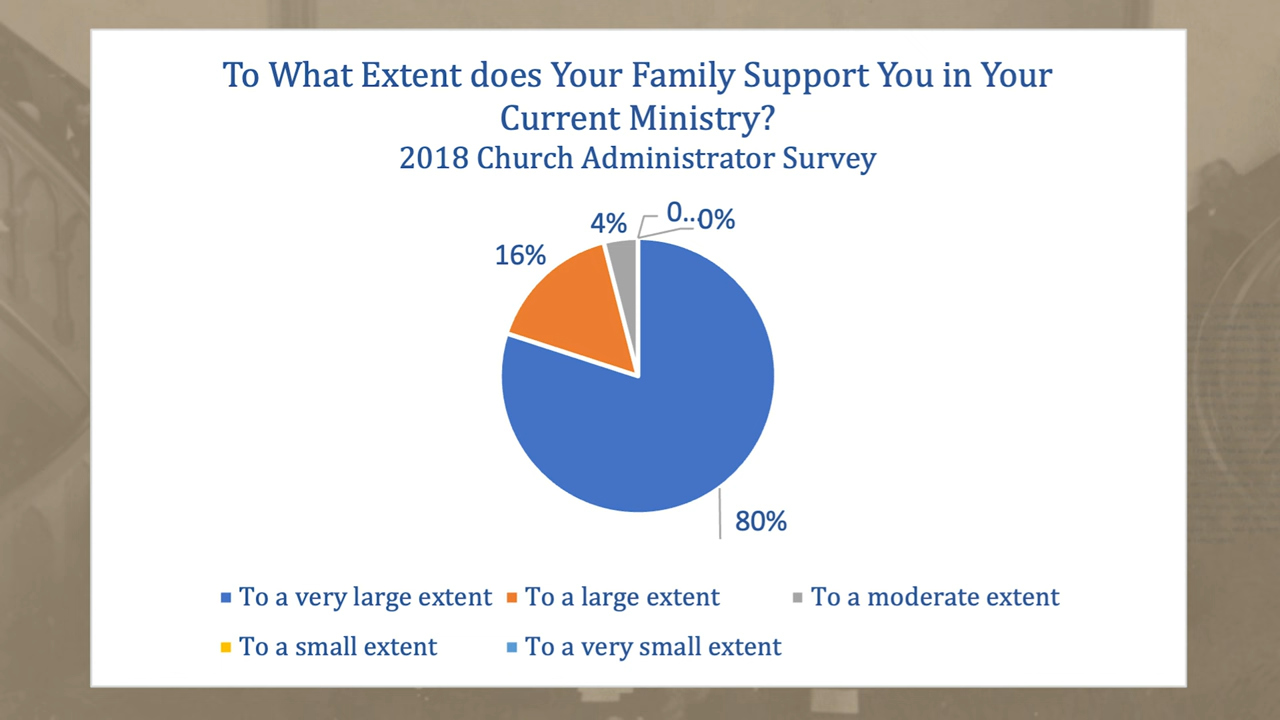 To What Extent does Your Family Support You in Your
Current Ministry?
2018 Church Administrator Survey
4%
0...
0%
16%
80%
To a very large extent
To a large extent
To a moderate extent
To a small extent
To a very small extent